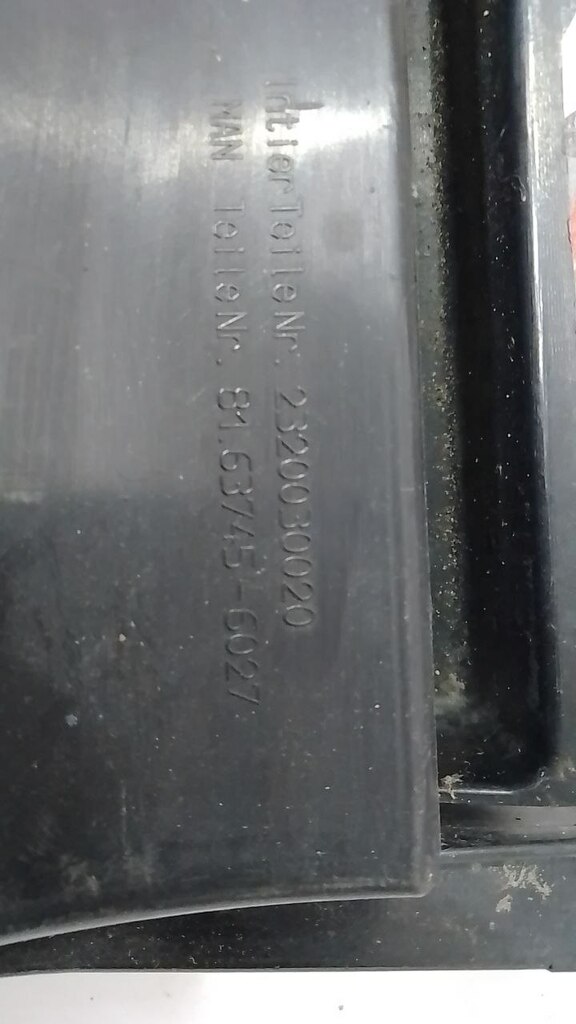 IntierTeileNr. 2320030020
MAN TeileNr. 81.63745-6027